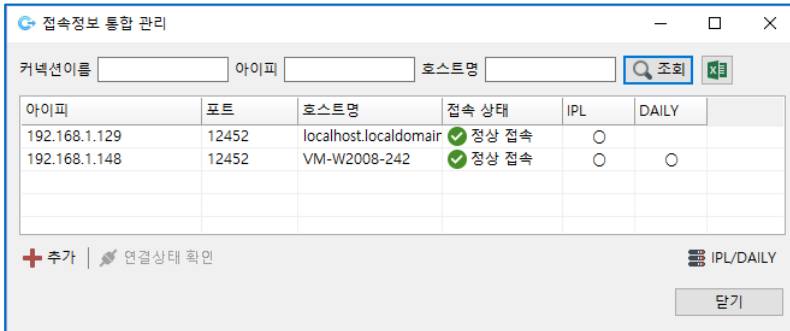 접속정보 통합 관리
커넥션이름 아이피 호스트명 조회
아이피 포트 호스트명 접속 상태 IPL DAILY
192.168.1.129 12452 localhost.localdomain 정상 접속 ○
192.168.1.148 12452 VM-W2008-242 정상 접속 ○ ○
추가 연결상태 확인 IPL/DAILY
닫기